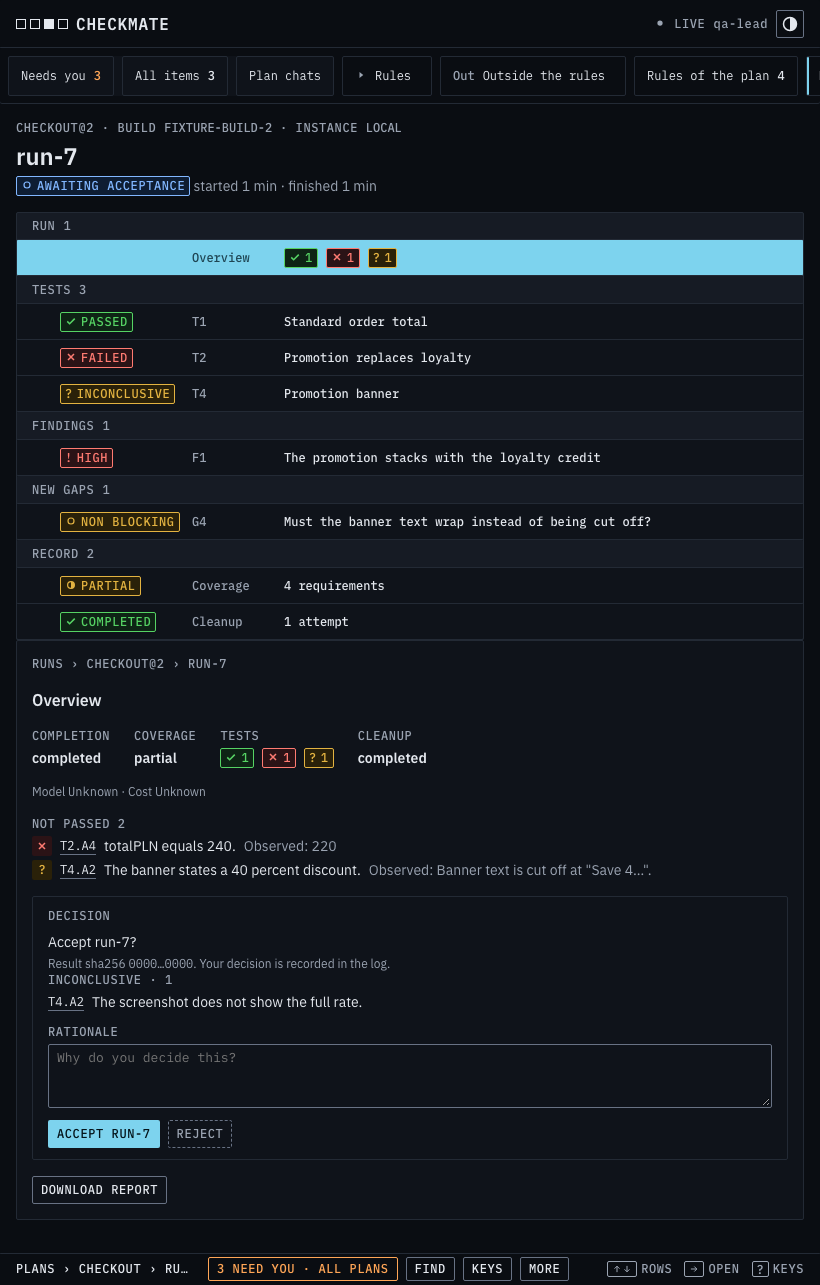 CHECKMATE
LIVE qa-lead
Needs you 3
All items 3
Plan chats
Rules
Out Outside the rules
Rules of the plan 4
CHECKOUT@2 · BUILD FIXTURE-BUILD-2 · INSTANCE LOCAL
run-7
AWAITING ACCEPTANCE started 1 min · finished 1 min
RUN 1
Overview ✓ 1 ✕ 1 ? 1
TESTS 3
✓ PASSED T1 Standard order total
✕ FAILED T2 Promotion replaces loyalty
? INCONCLUSIVE T4 Promotion banner
FINDINGS 1
! HIGH F1 The promotion stacks with the loyalty credit
NEW GAPS 1
NON BLOCKING G4 Must the banner text wrap instead of being cut off?
RECORD 2
PARTIAL Coverage 4 requirements
✓ COMPLETED Cleanup 1 attempt
RUNS › CHECKOUT@2 › RUN-7
Overview
COMPLETION COVERAGE TESTS CLEANUP
completed partial ✓ 1 ✕ 1 ? 1 completed
Model Unknown · Cost Unknown
NOT PASSED 2
✕ T2.A4 totalPLN equals 240. Observed: 220
? T4.A2 The banner states a 40 percent discount. Observed: Banner text is cut off at "Save 4…".
DECISION
Accept run-7?
Result sha256 0000…0000. Your decision is recorded in the log.
INCONCLUSIVE · 1
T4.A2 The screenshot does not show the full rate.
RATIONALE
Why do you decide this?
ACCEPT RUN-7 REJECT
DOWNLOAD REPORT
PLANS › CHECKOUT › RU… 3 NEED YOU · ALL PLANS FIND KEYS MORE ↑↓ ROWS → OPEN ? KEYS